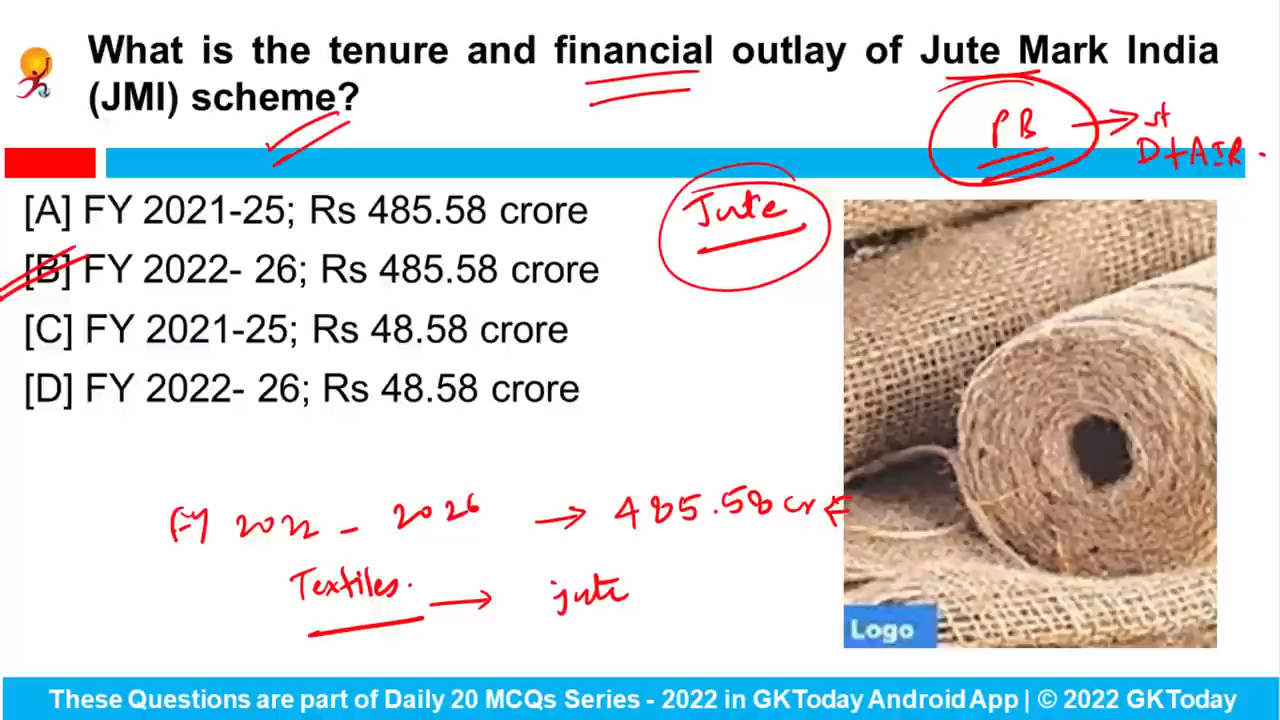 What is the tenure and financial outlay of Jute Mark India
(JMI) scheme?
PB → st
D + AIR.
[A] FY 2021-25; Rs 485.58 crore
Jute
[B] FY 2022- 26; Rs 485.58 crore
[C] FY 2021-25; Rs 48.58 crore
[D] FY 2022- 26; Rs 48.58 crore
FY 2022 - 2026 → 485.58 cr
Textiles. → jute
Logo
These Questions are part of Daily 20 MCQs Series - 2022 in GKToday Android App | © 2022 GKToday